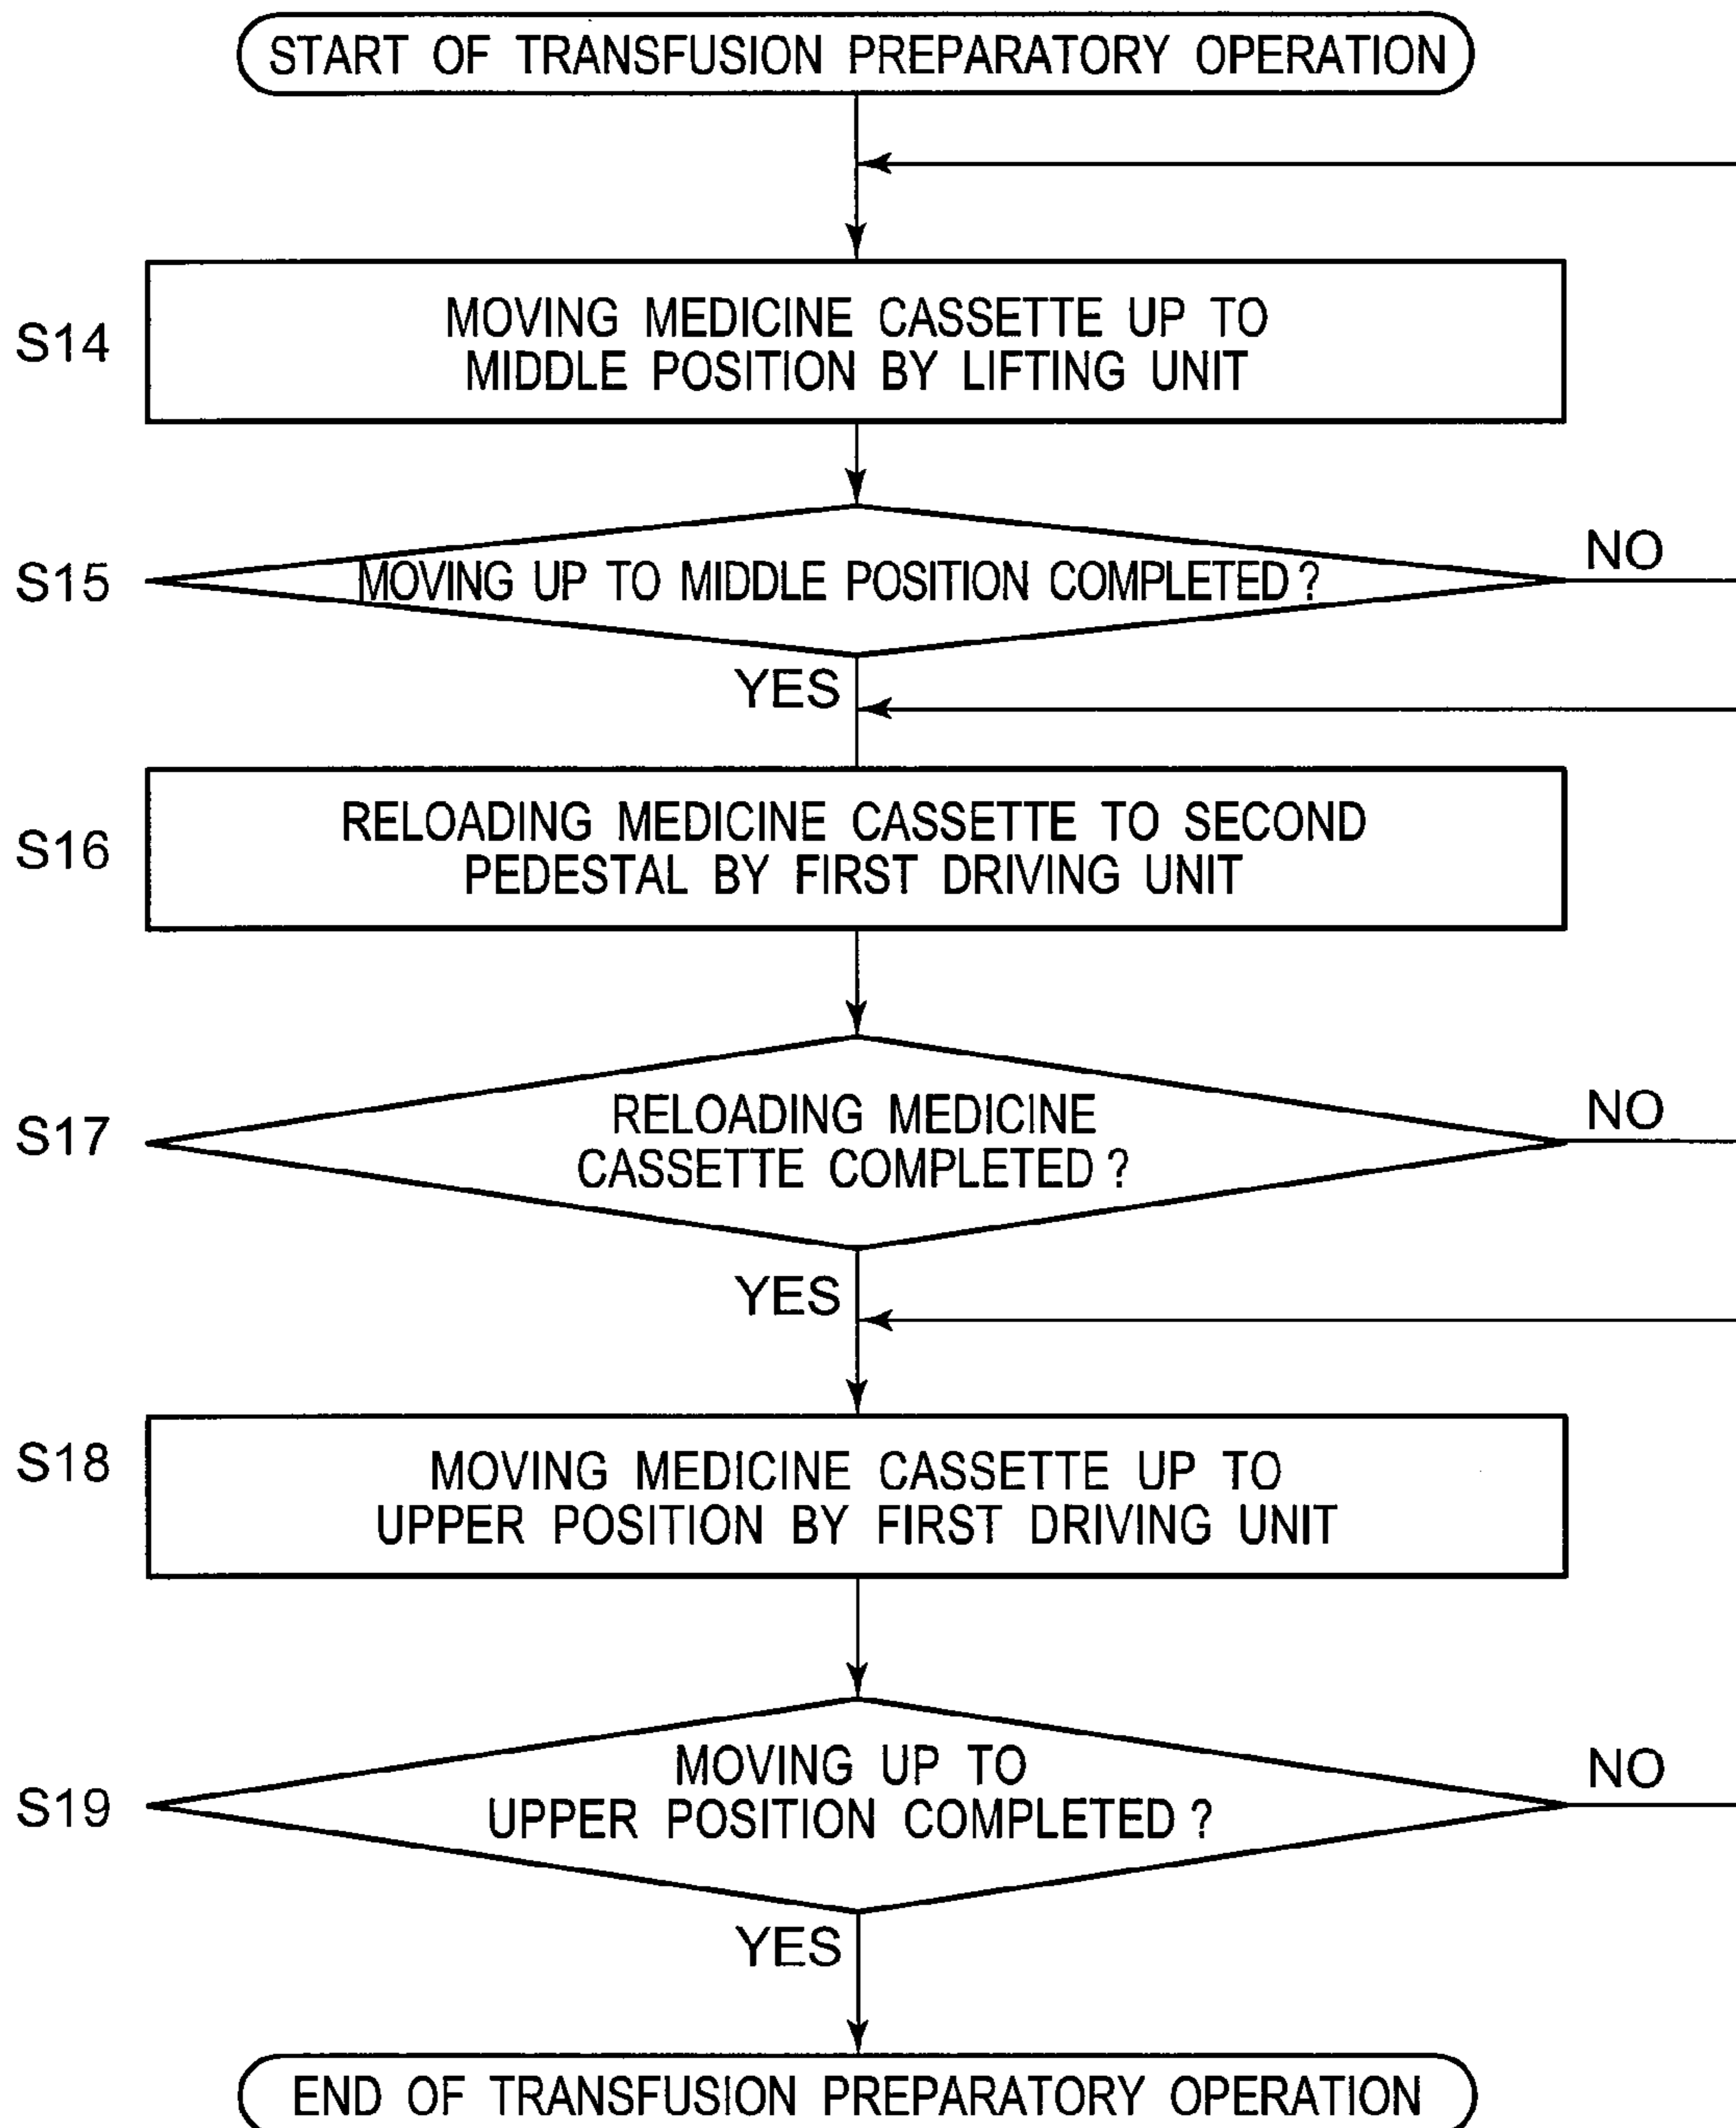 START OF TRANSFUSION PREPARATORY OPERATION
S14
MOVING MEDICINE CASSETTE UP TO
MIDDLE POSITION BY LIFTING UNIT
S15
MOVING UP TO MIDDLE POSITION COMPLETED?
NO
YES
S16
RELOADING MEDICINE CASSETTE TO SECOND
PEDESTAL BY FIRST DRIVING UNIT
S17
RELOADING MEDICINE
CASSETTE COMPLETED?
NO
YES
S18
MOVING MEDICINE CASSETTE UP TO
UPPER POSITION BY FIRST DRIVING UNIT
S19
MOVING UP TO
UPPER POSITION COMPLETED?
NO
YES
END OF TRANSFUSION PREPARATORY OPERATION